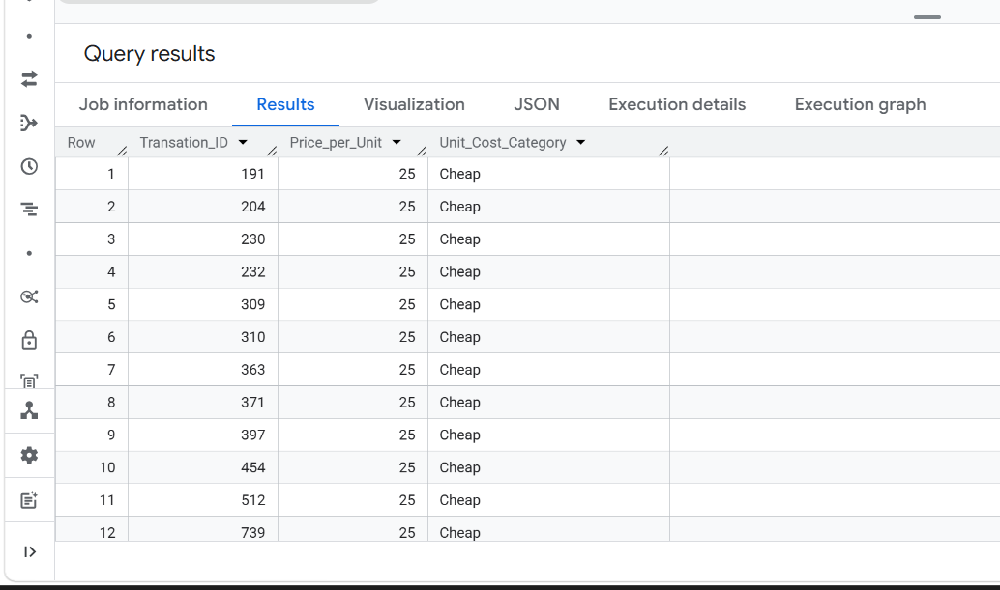 Query results
Job information Results Visualization JSON Execution details Execution graph
Row Transation_ID Price_per_Unit Unit_Cost_Category
1 191 25 Cheap
2 204 25 Cheap
3 230 25 Cheap
4 232 25 Cheap
5 309 25 Cheap
6 310 25 Cheap
7 363 25 Cheap
8 371 25 Cheap
9 397 25 Cheap
10 454 25 Cheap
11 512 25 Cheap
12 739 25 Cheap